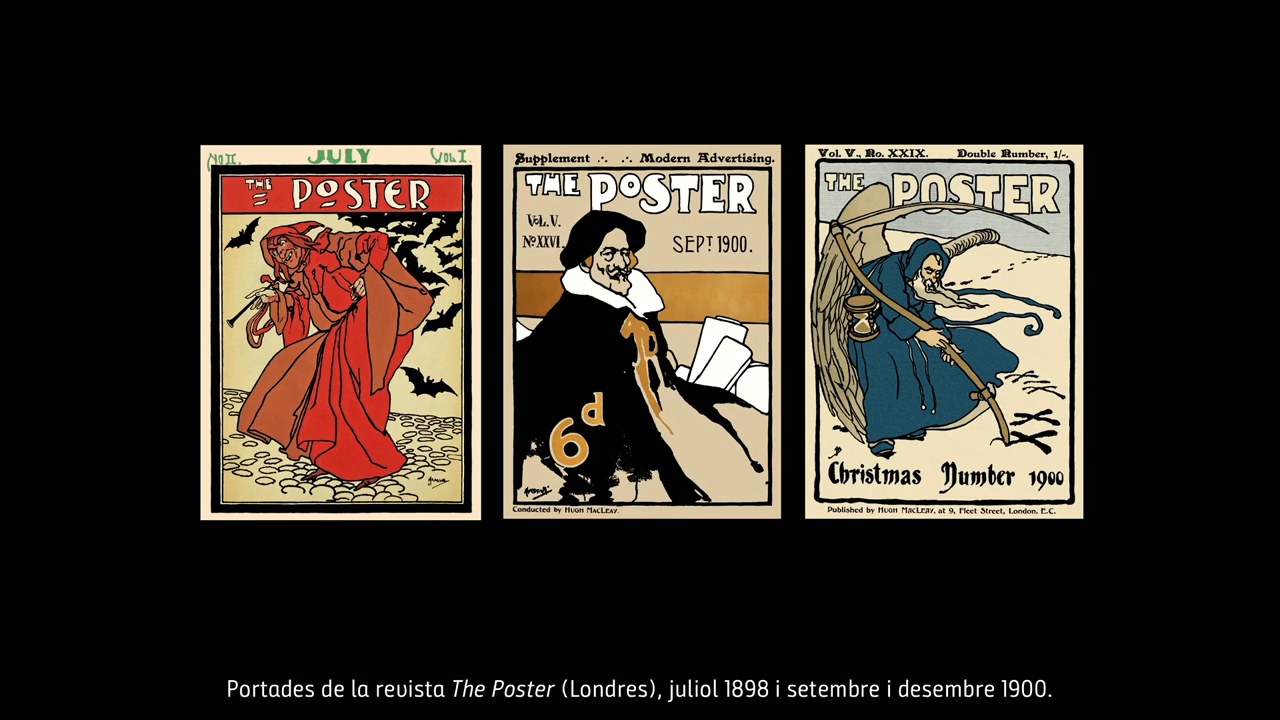 No II. JULY Vol. I.
THE POSTER
Supplement ∴ ∴ Modern Advertising.
THE POSTER
Vol. V.
No XXVI.
SEPT 1900.
6d
Conducted by HUGH MACLEAY.
Vol. V., No. XXIX. Double Number, 1/-.
THE POSTER
Christmas Number 1900
Published by HUGH MACLEAY, at 9, Fleet Street, London, E.C.
Portades de la revista The Poster (Londres), juliol 1898 i setembre i desembre 1900.